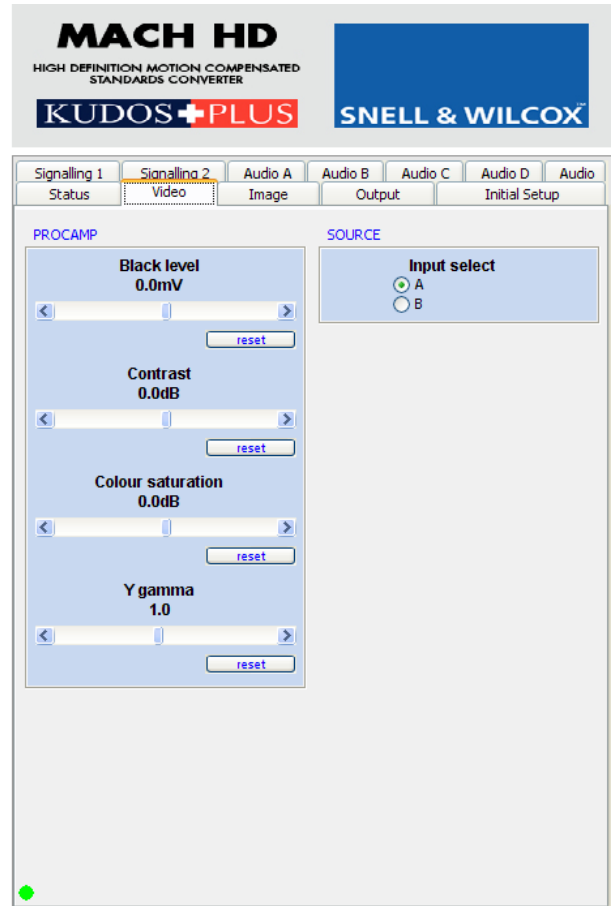 MACH HD
HIGH DEFINITION MOTION COMPENSATED
STANDARDS CONVERTER
KUDOS PLUS
SNELL & WILCOX
Signalling 1 Signalling 2 Audio A Audio B Audio C Audio D Audio
Status Video Image Output Initial Setup
PROCAMP
Black level
0.0mV
reset
Contrast
0.0dB
reset
Colour saturation
0.0dB
reset
Y gamma
1.0
reset
SOURCE
Input select
A
B